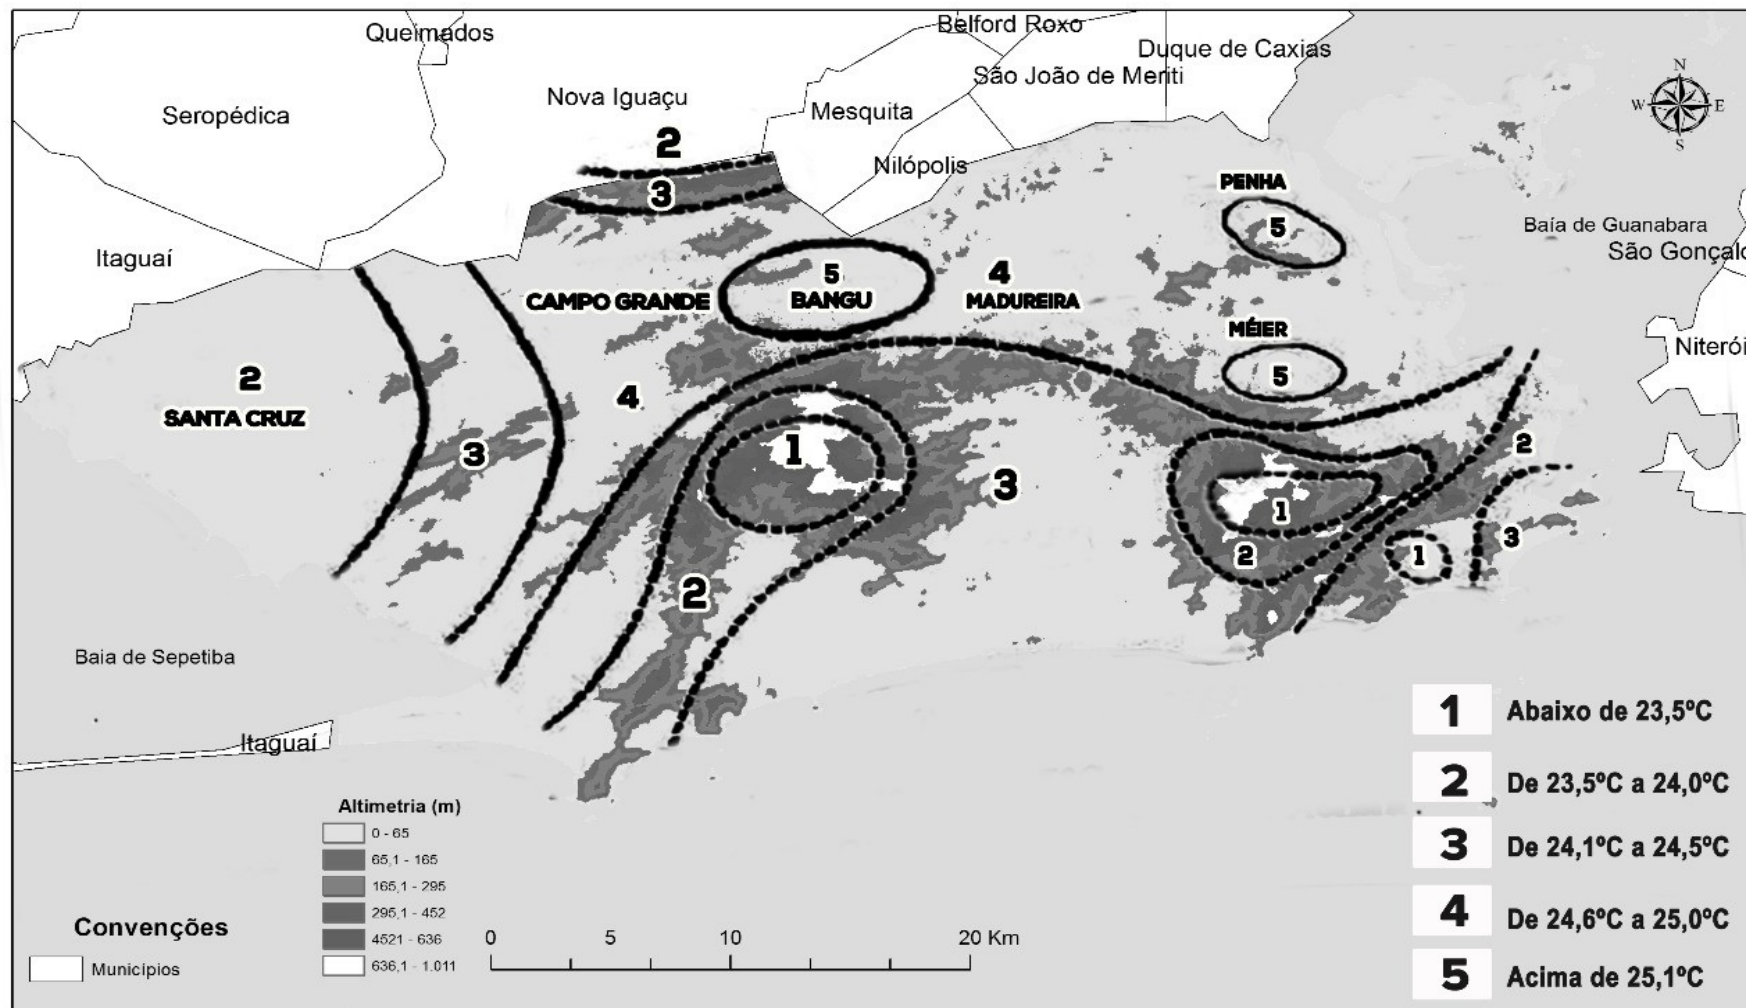 Queimados
Belford Roxo
Duque de Caxias
São João de Meriti
Seropédica
Nova Iguaçu
Mesquita
N
W E
S
2
Nilópolis
3
PENHA
5
Baía de Guanabara
São Gonçalo
Itaguaí
5
4
CAMPO GRANDE
BANGU
MADUREIRA
MÉIER
5
Niterói
2
SANTA CRUZ
4
3
1
3
2
1
2
1
3
2
Baia de Sepetiba
Itaguaí
1 Abaixo de 23,5ºC
2 De 23,5ºC a 24,0ºC
3 De 24,1ºC a 24,5ºC
4 De 24,6ºC a 25,0ºC
5 Acima de 25,1ºC
Altimetria (m)
0 - 65
65,1 - 165
165,1 - 295
295,1 - 452
4521 - 636
636,1 - 1.011
Convenções
Municípios
0 5 10 20 Km